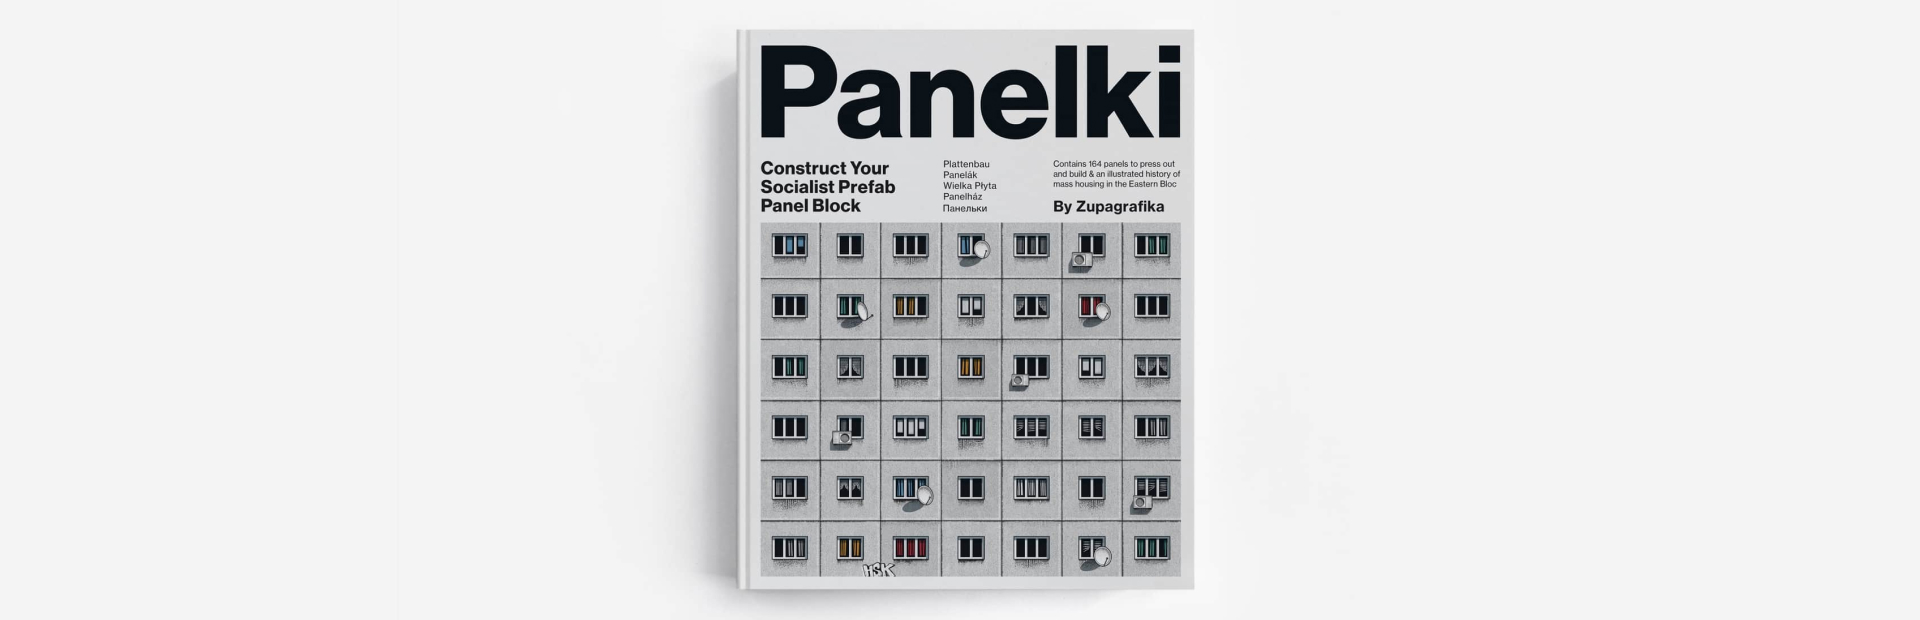 Panelki
Construct Your
Socialist Prefab
Panel Block
Plattenbau
Panelák
Wielka Płyta
Panelház
Панельки
Contains 164 panels to press out
and build & an illustrated history of
mass housing in the Eastern Bloc
By Zupagrafika
HSK